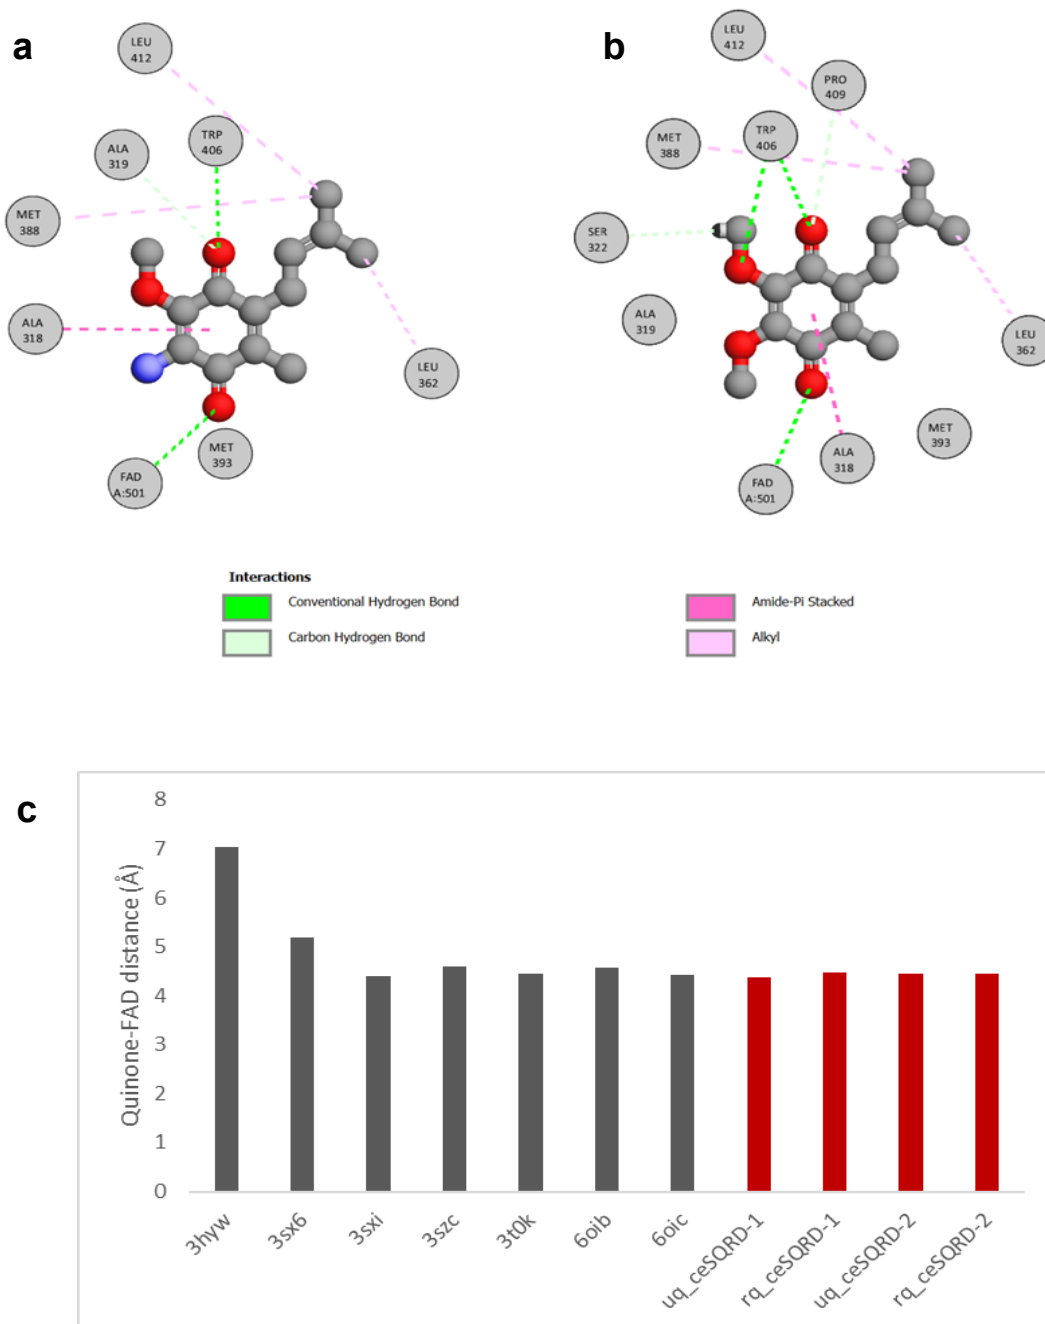 a
LEU
412
ALA
319
TRP
406
MET
388
ALA
318
LEU
362
MET
393
FAD
A:501
b
LEU
412
PRO
409
MET
388
TRP
406
SER
322
ALA
319
LEU
362
MET
393
ALA
318
FAD
A:501
Interactions
Conventional Hydrogen Bond
Carbon Hydrogen Bond
Amide-Pi Stacked
Alkyl
c
Quinone-FAD distance (Å)
8
7
6
5
4
3
2
1
0
3hyw
3sx6
3sxi
3szc
3t0k
6oib
6oic
uq_ceSQRD-1
rq_ceSQRD-1
uq_ceSQRD-2
rq_ceSQRD-2